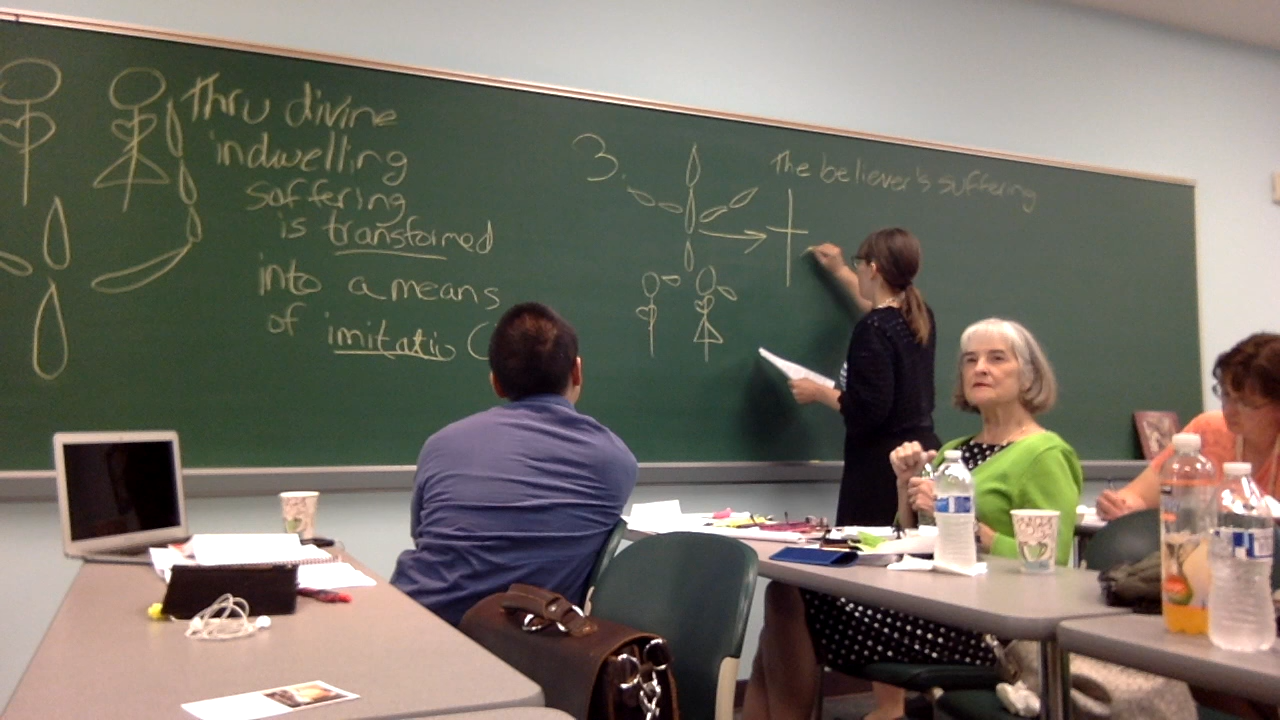 thru divine
indwelling
suffering
is transformed
into a means
of imitatio
3.
The believer's suffering